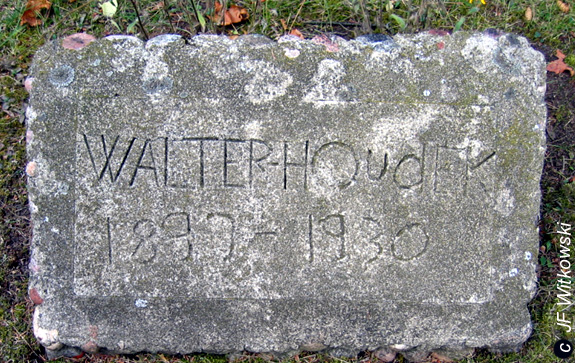 WALTER-HOUdEK
1897-1930
© JF Witkowski